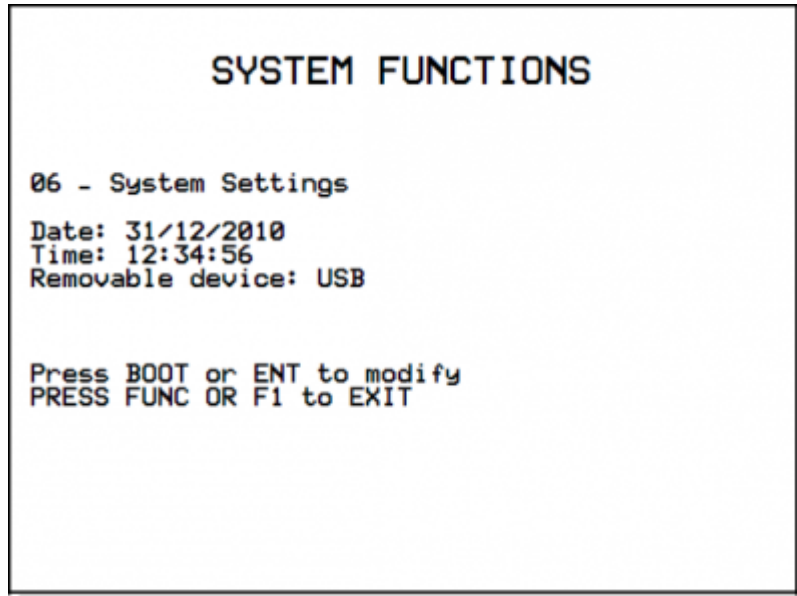 SYSTEM FUNCTIONS
06 - System Settings
Date: 31/12/2010
Time: 12:34:56
Removable device: USB
Press BOOT or ENT to modify
PRESS FUNC OR F1 to EXIT